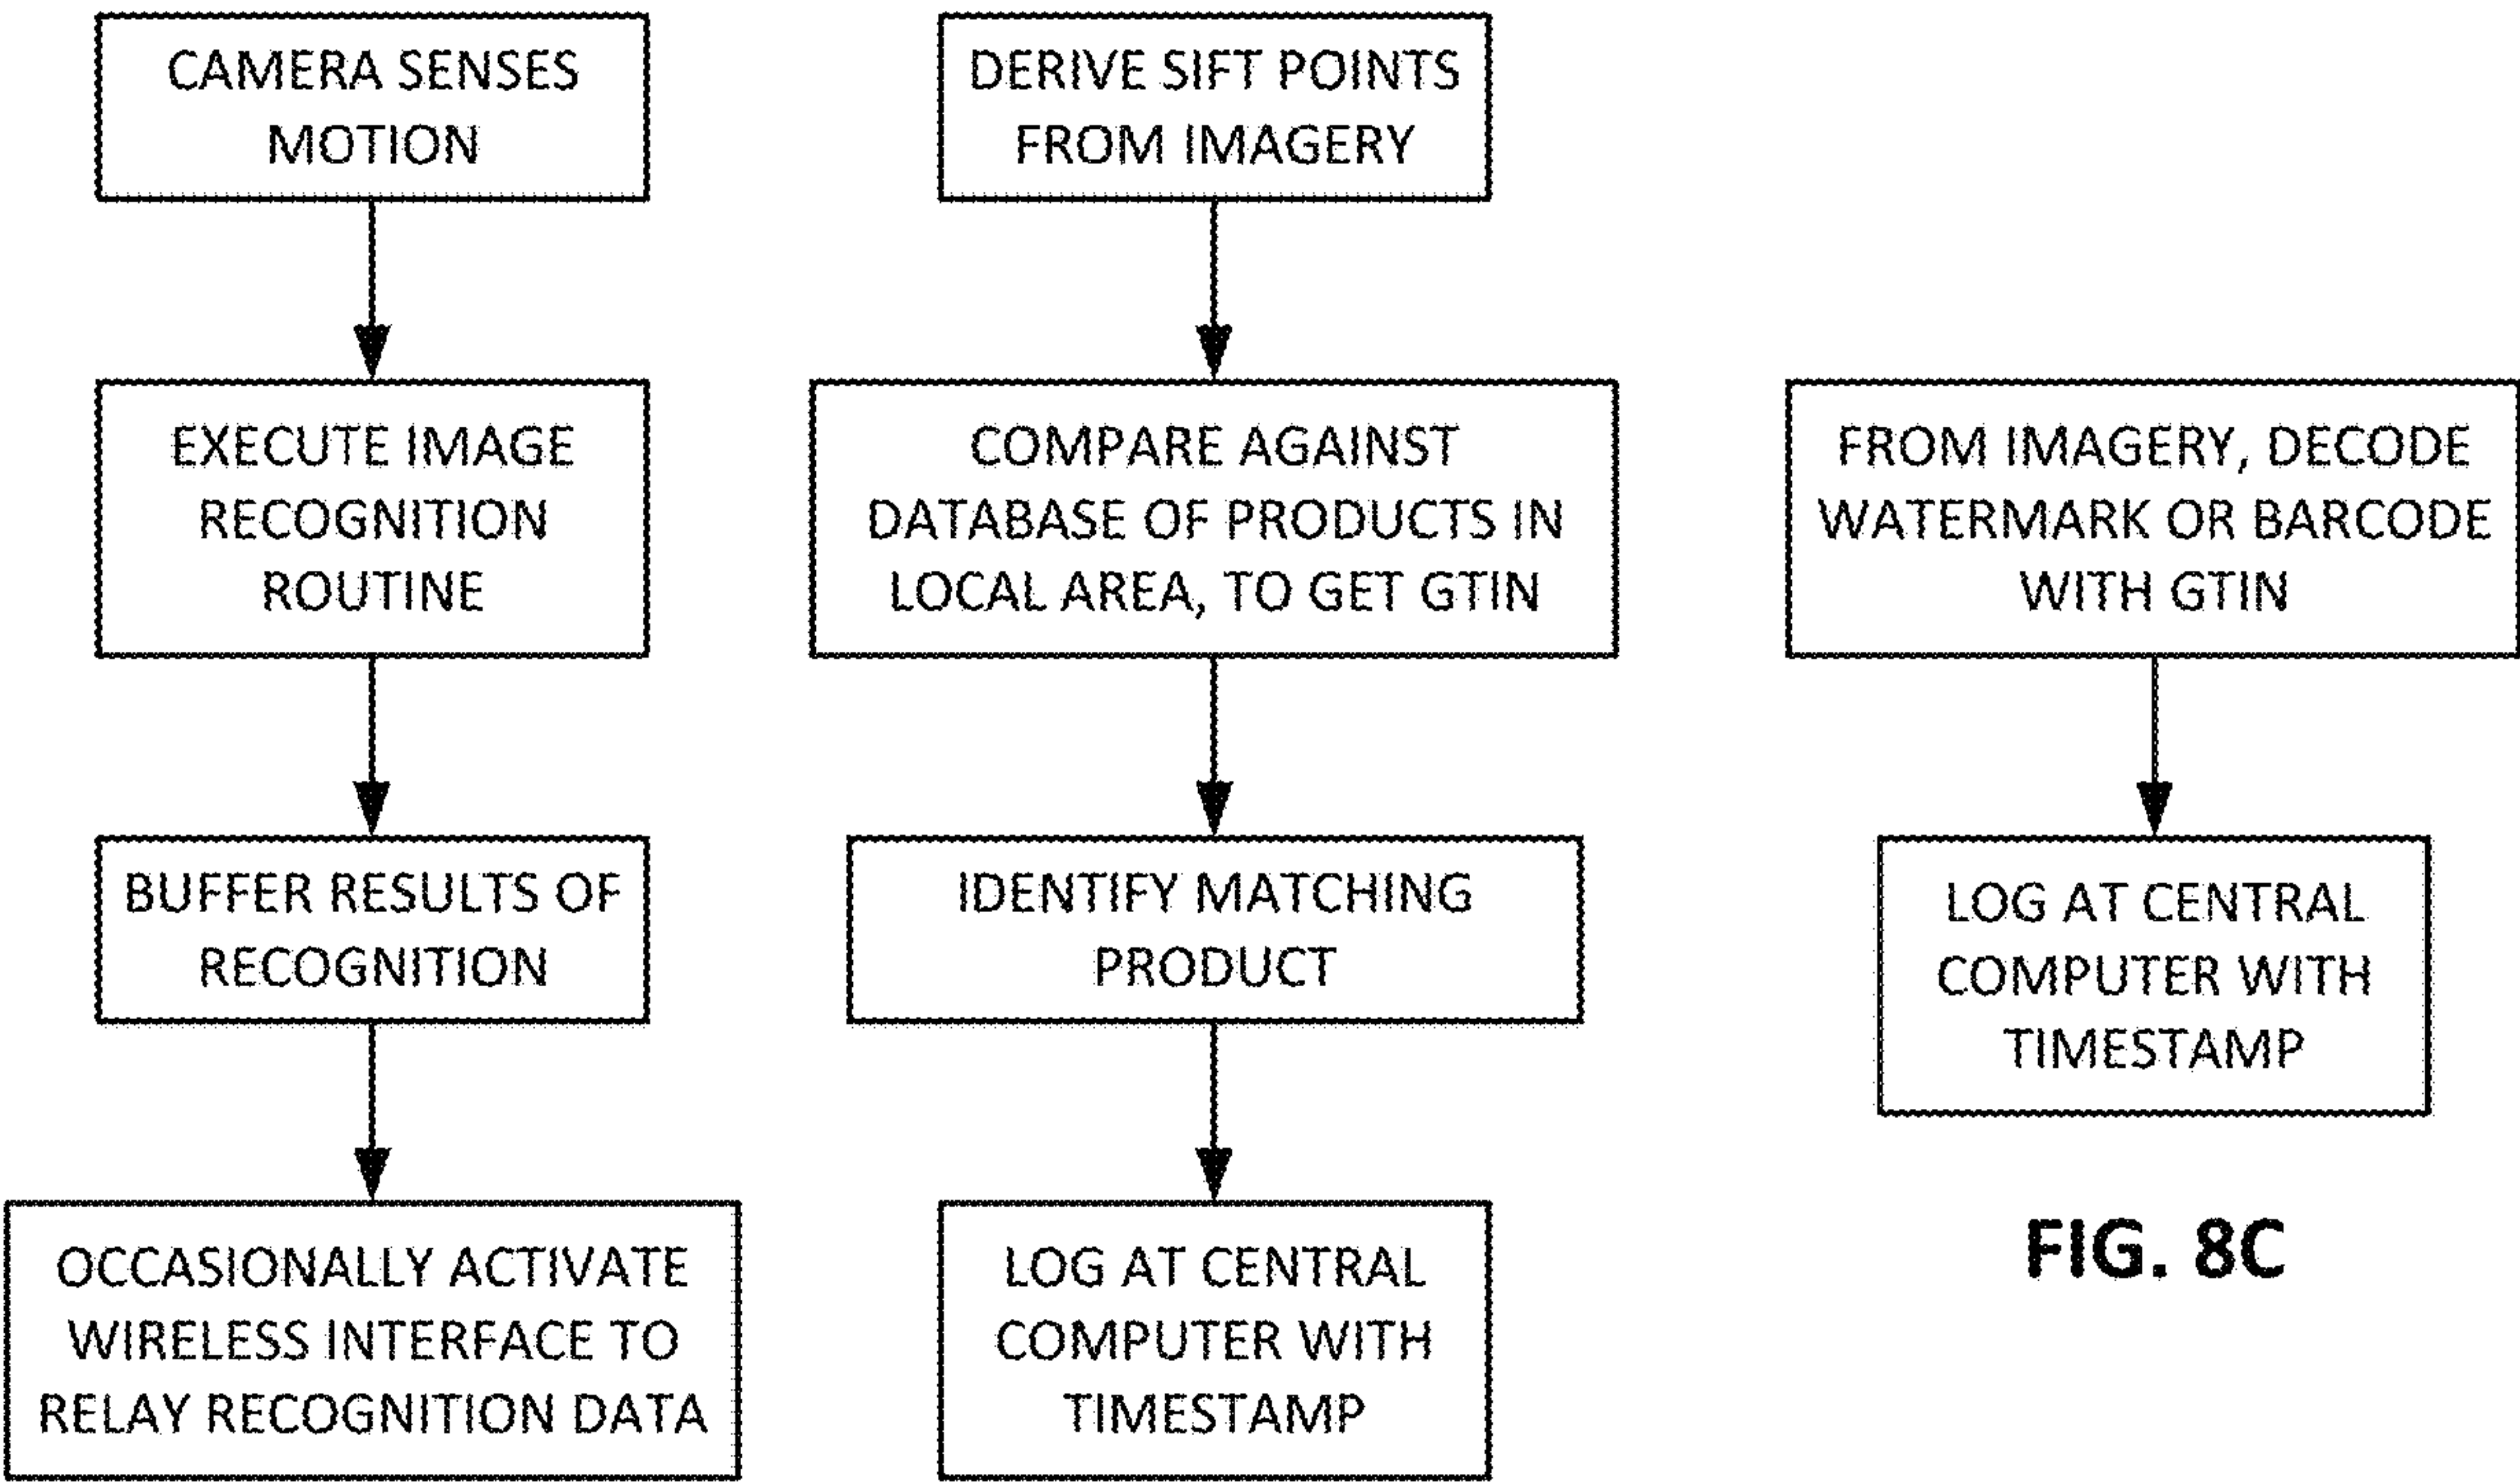 CAMERA SENSES
MOTION
EXECUTE IMAGE
RECOGNITION
ROUTINE
BUFFER RESULTS OF
RECOGNITION
OCCASIONALLY ACTIVATE
WIRELESS INTERFACE TO
RELAY RECOGNITION DATA
DERIVE SIFT POINTS
FROM IMAGERY
COMPARE AGAINST
DATABASE OF PRODUCTS IN
LOCAL AREA, TO GET GTIN
IDENTIFY MATCHING
PRODUCT
LOG AT CENTRAL
COMPUTER WITH
TIMESTAMP
FROM IMAGERY, DECODE
WATERMARK OR BARCODE
WITH GTIN
LOG AT CENTRAL
COMPUTER WITH
TIMESTAMP
FIG. 8C